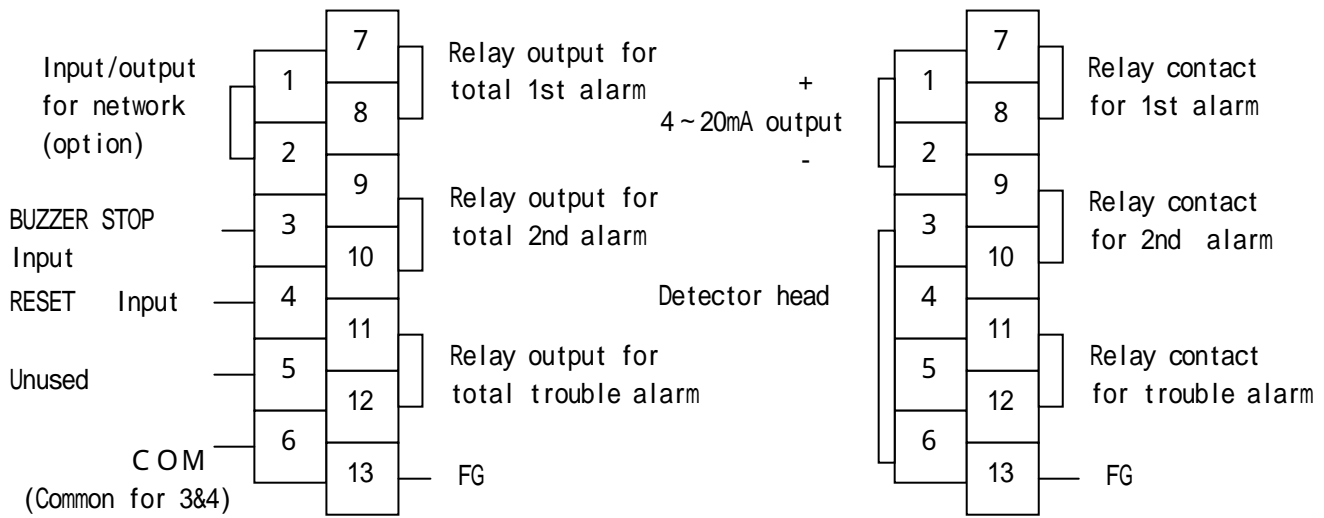 Input/output
for network
(option)
BUZZER STOP
Input
RESET Input
Unused
COM
(Common for 3&4)
1
2
3
4
5
6
7
8
9
10
11
12
13
Relay output for
total 1st alarm
Relay output for
total 2nd alarm
Relay output for
total trouble alarm
FG
+
4~20mA output
-
Detector head
1
2
3
4
5
6
7
8
9
10
11
12
13
Relay contact
for 1st alarm
Relay contact
for 2nd alarm
Relay contact
for trouble alarm
FG